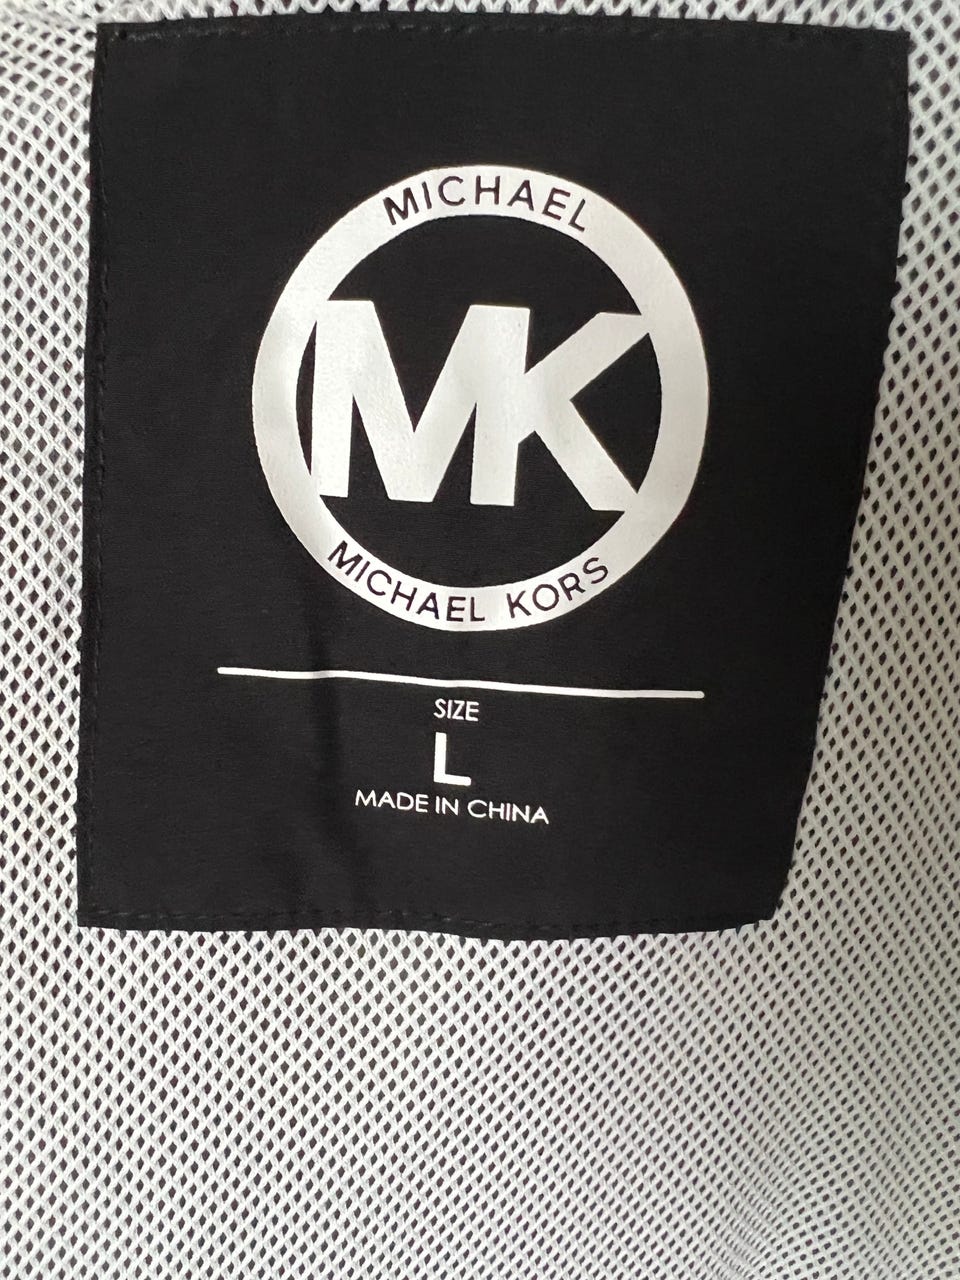 MICHAEL
MK
MICHAEL KORS
SIZE
L
MADE IN CHINA